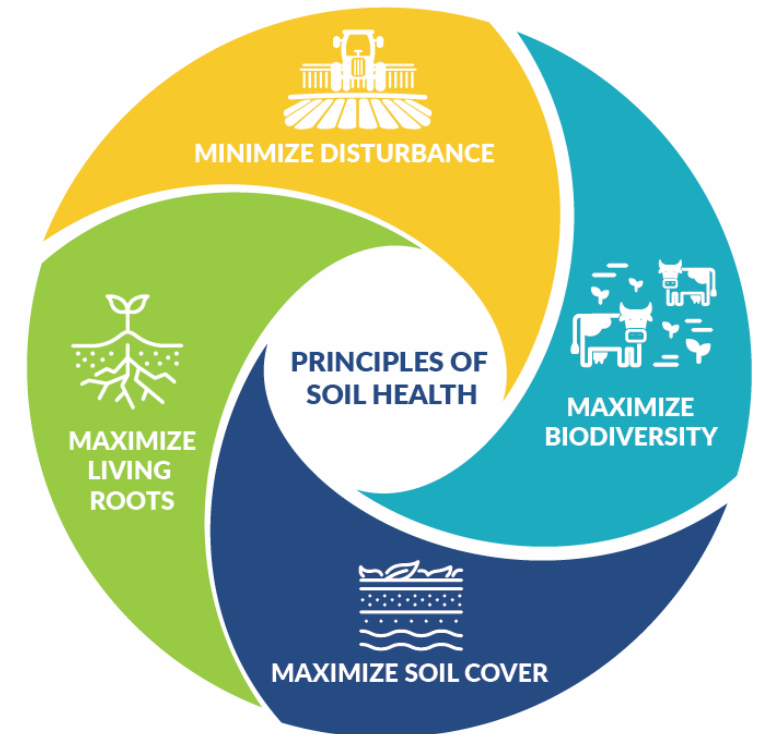 MINIMIZE DISTURBANCE
PRINCIPLES OF
SOIL HEALTH
MAXIMIZE
BIODIVERSITY
MAXIMIZE
LIVING
ROOTS
MAXIMIZE SOIL COVER